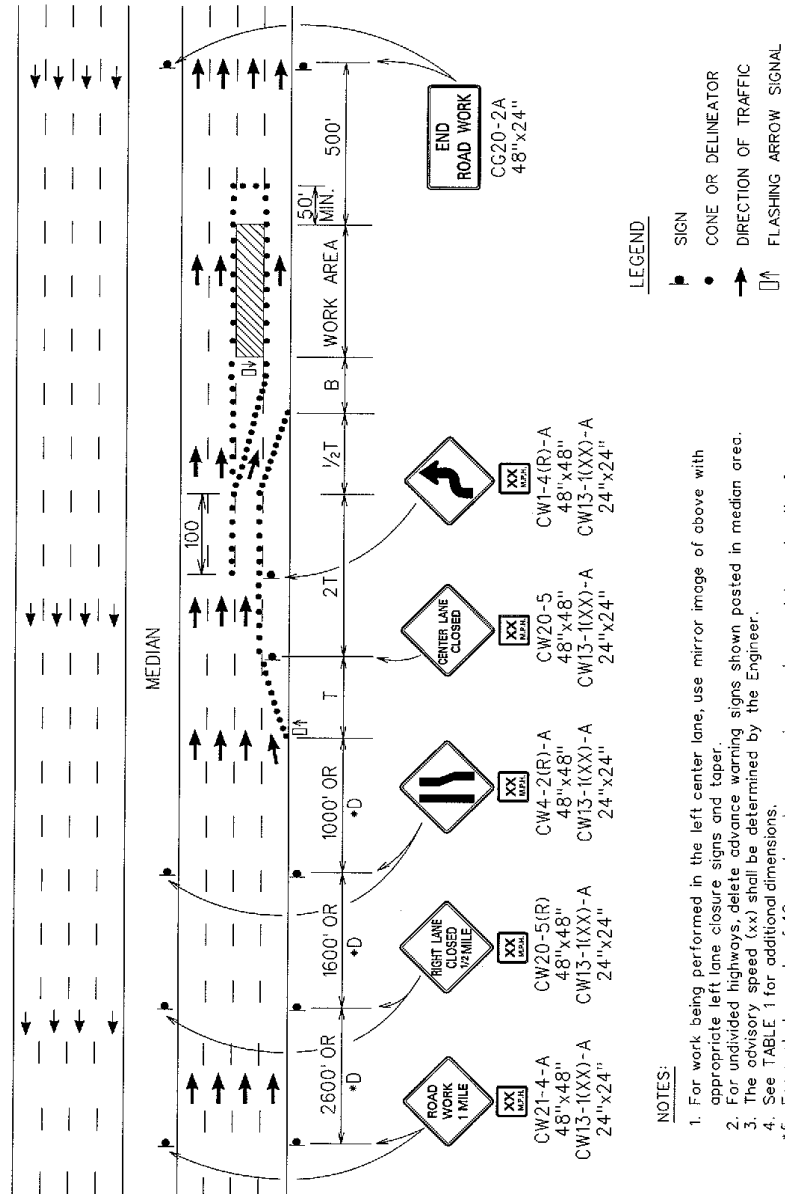 MEDIAN
2600' OR
*D
1600' OR
*D
1000' OR
*D
T
2T
100
½T
B
WORK AREA
50'
MIN.
500'
ROAD
WORK
1 MILE
XX
M.P.H.
CW21-4-A
48"x48"
CW13-1(XX)-A
24"x24"
RIGHT LANE
CLOSED
1/2 MILE
XX
M.P.H.
CW20-5(R)
48"x48"
CW13-1(XX)-A
24"x24"
XX
M.P.H.
CW4-2(R)-A
48"x48"
CW13-1(XX)-A
24"x24"
CENTER LANE
CLOSED
XX
M.P.H.
CW20-5
48"x48"
CW13-1(XX)-A
24"x24"
XX
M.P.H.
CW1-4(R)-A
48"x48"
CW13-1(XX)-A
24"x24"
END
ROAD WORK
CG20-2A
48"x24"
LEGEND
SIGN
CONE OR DELINEATOR
DIRECTION OF TRAFFIC
FLASHING ARROW SIGNAL
NOTES:
1. For work being performed in the left center lane, use mirror image of above with
appropriate left lane closure signs and taper.
2. For undivided highways, delete advance warning signs shown posted in median area.
3. The advisory speed (xx) shall be determined by the Engineer.
4. See TABLE 1 for additional dimensions.